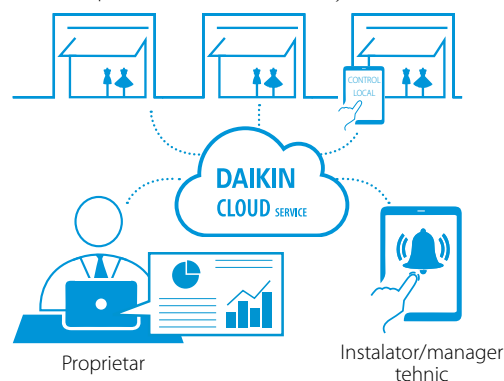 CONTROL
LOCAL
DAIKIN
CLOUD SERVICE
Proprietar
Instalator/manager
tehnic